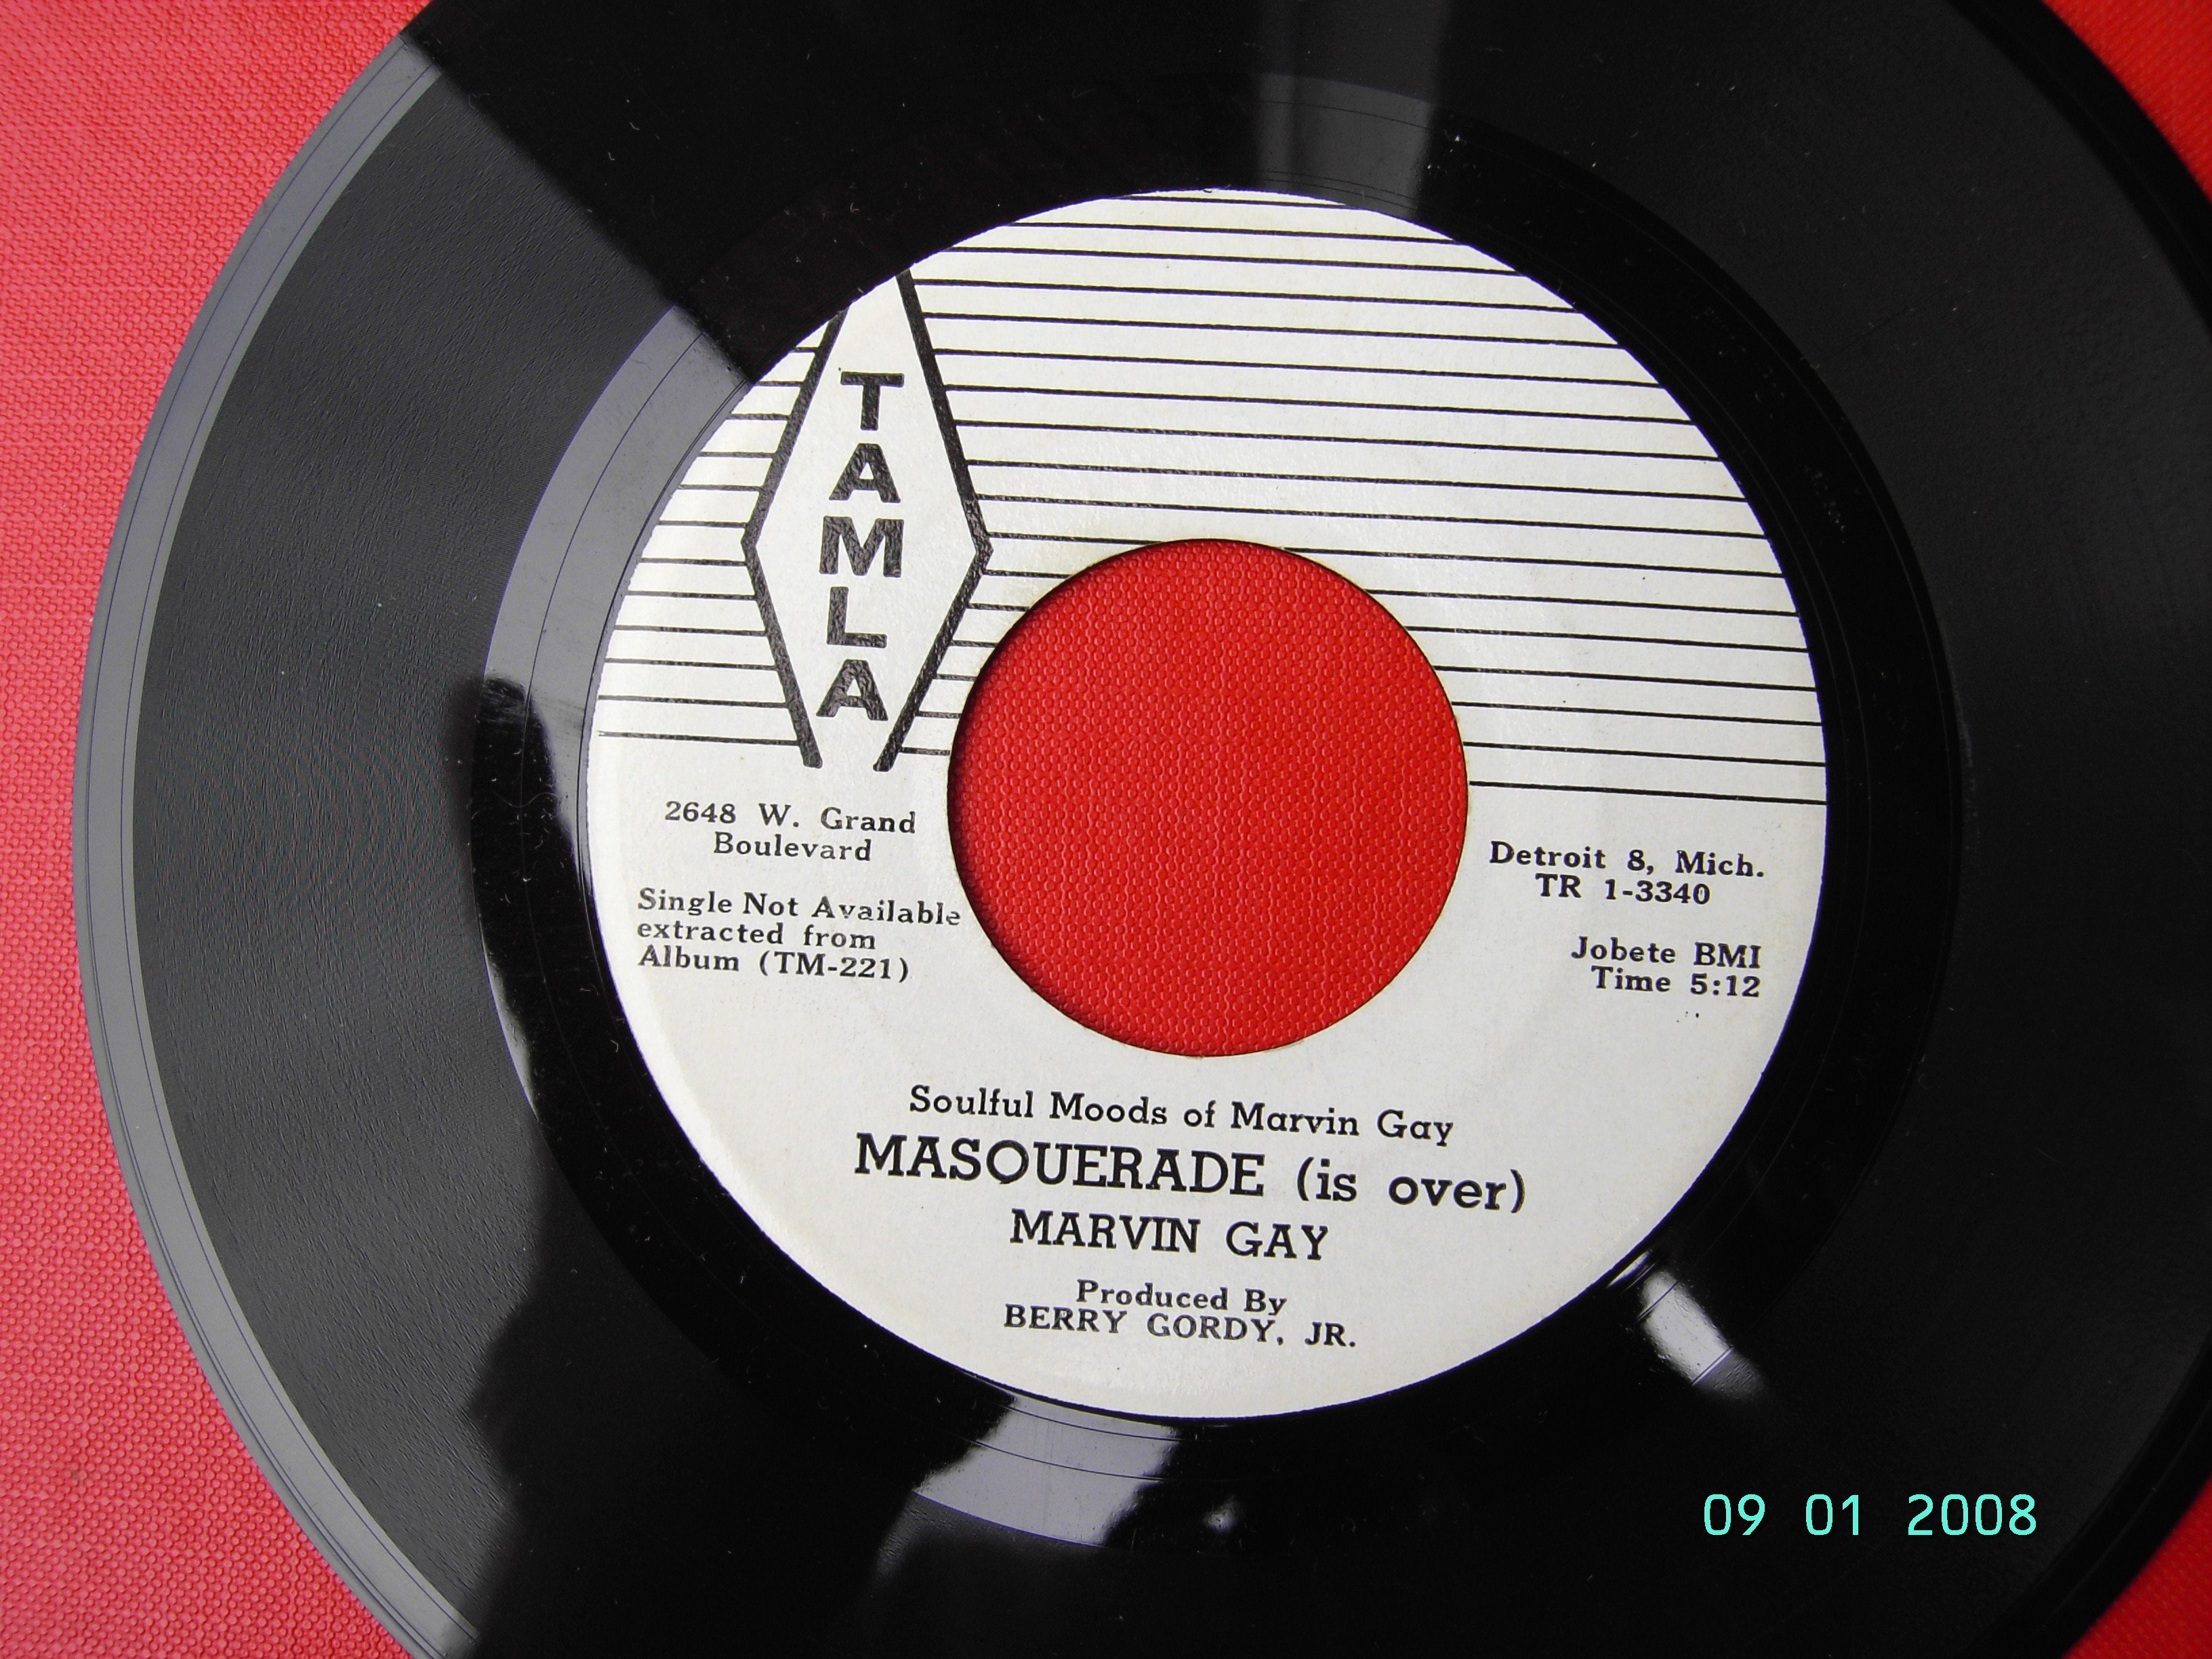 TAMLA
2648 W. Grand
Boulevard
Single Not Available
extracted from
Album (TM-221)
Detroit 8, Mich.
TR 1-3340
Jobete BMI
Time 5:12
Soulful Moods of Marvin Gay
MASQUERADE (is over)
MARVIN GAY
Produced By
BERRY GORDY, JR.
09 01 2008